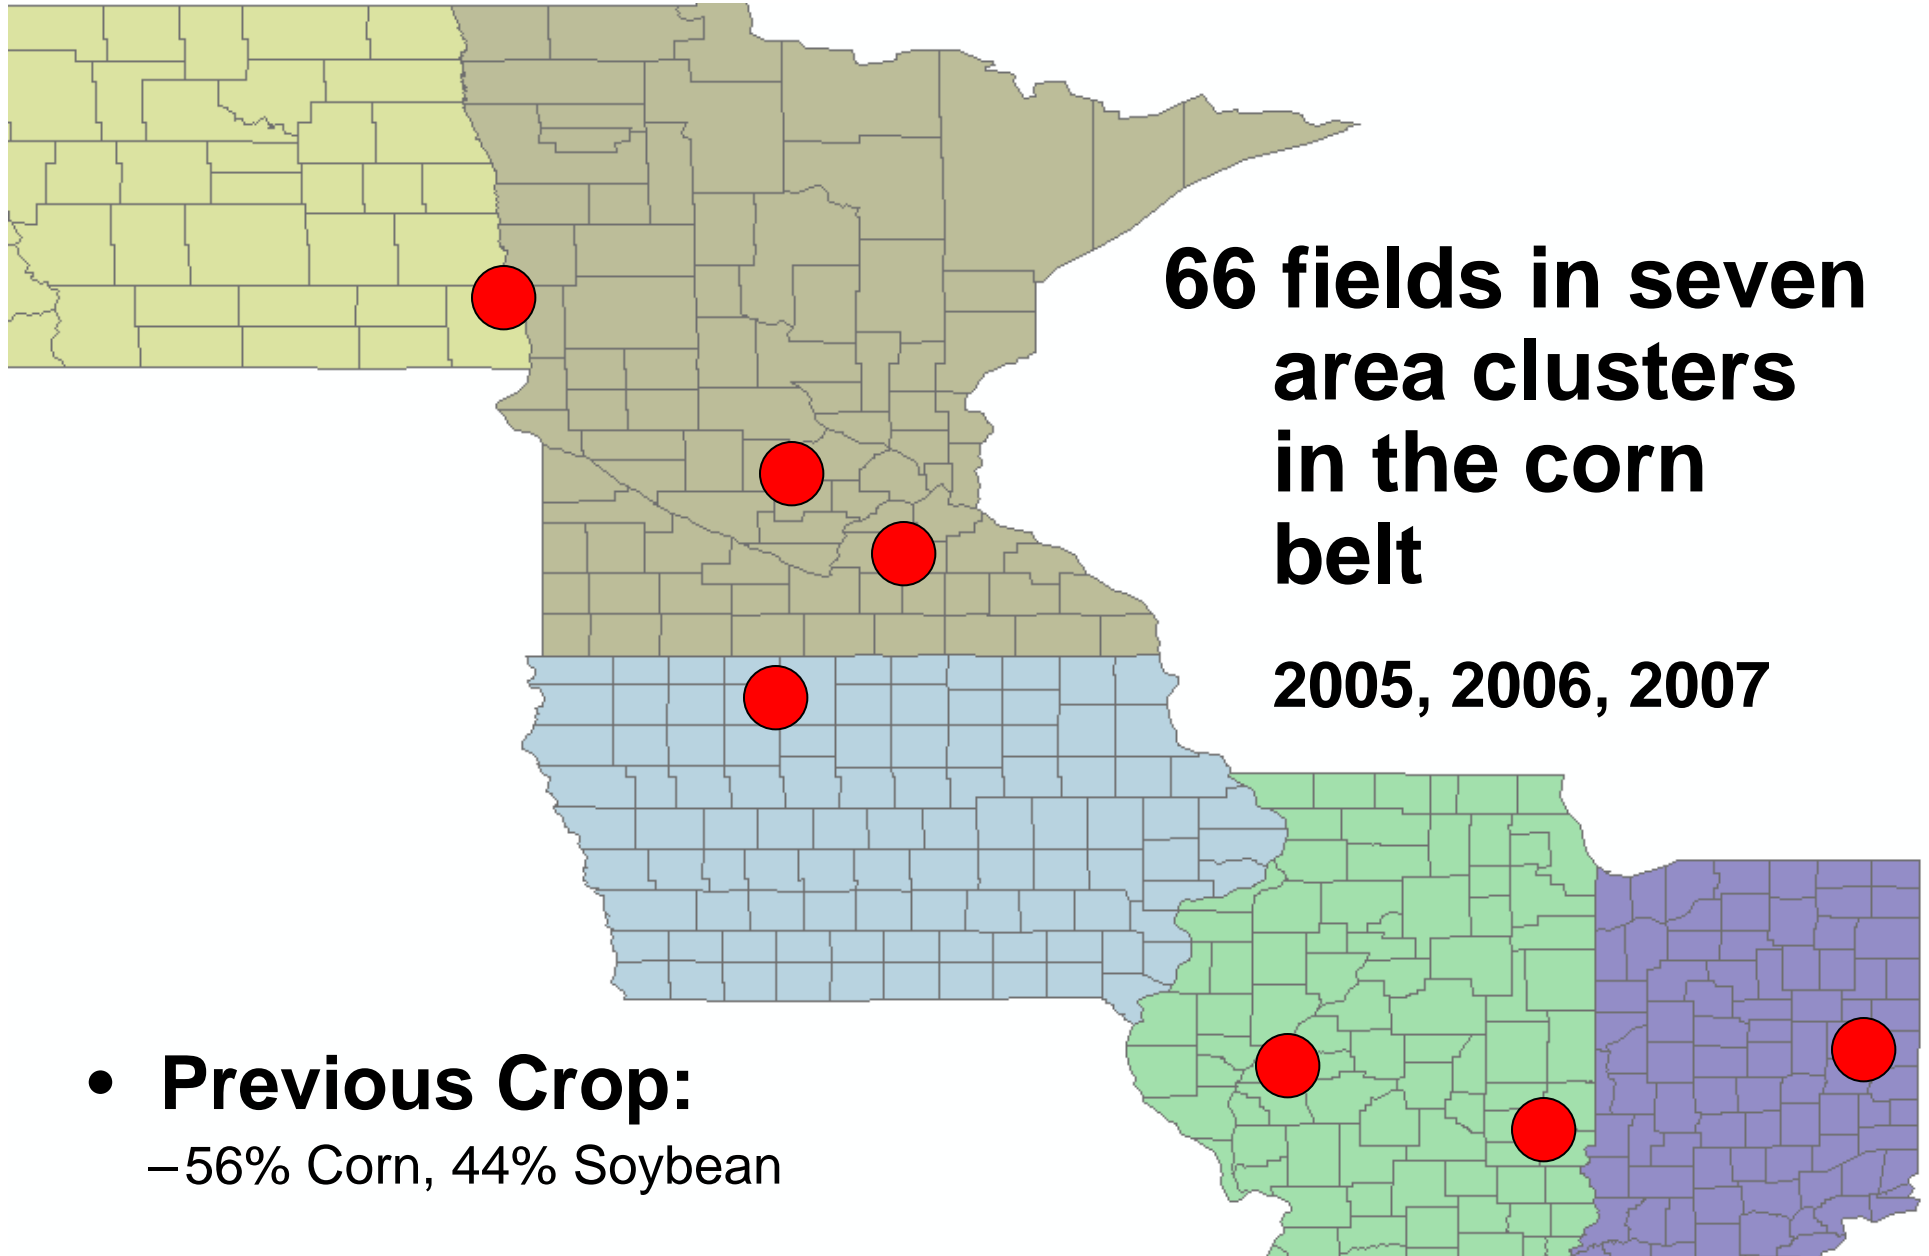 66 fields in seven
area clusters
in the corn
belt
2005, 2006, 2007
• Previous Crop:
–56% Corn, 44% Soybean